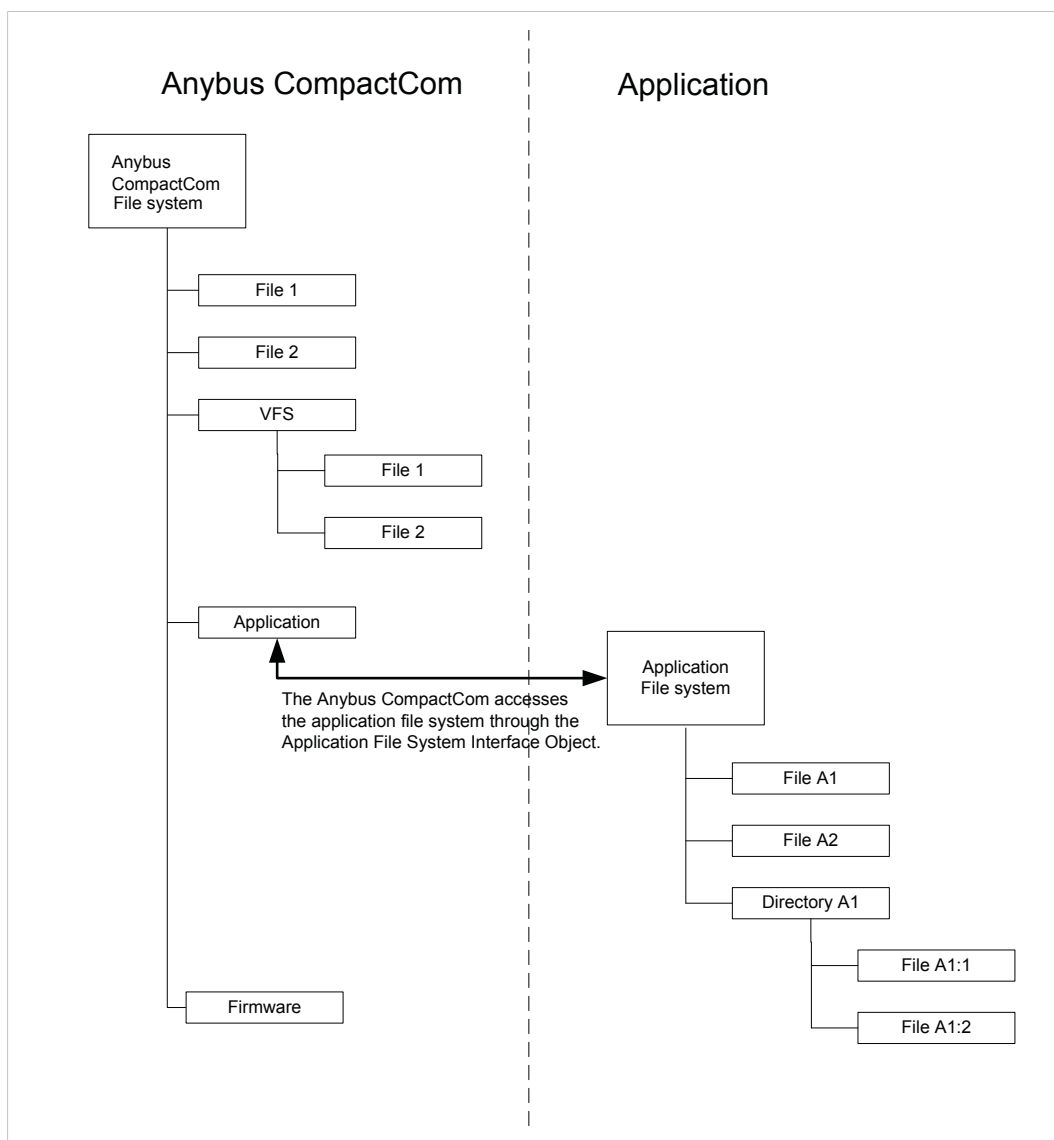 Anybus CompactCom
Application
Anybus
CompactCom
File system
File 1
File 2
VFS
File 1
File 2
Application
The Anybus CompactCom accesses
the application file system through the
Application File System Interface Object.
Application
File system
File A1
File A2
Directory A1
File A1:1
File A1:2
Firmware